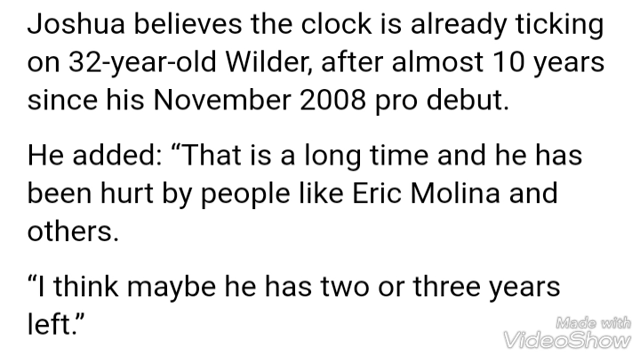 Joshua believes the clock is already ticking
on 32-year-old Wilder, after almost 10 years
since his November 2008 pro debut.
He added: “That is a long time and he has
been hurt by people like Eric Molina and
others.
“I think maybe he has two or three years
left.”
Made with
VideoShow